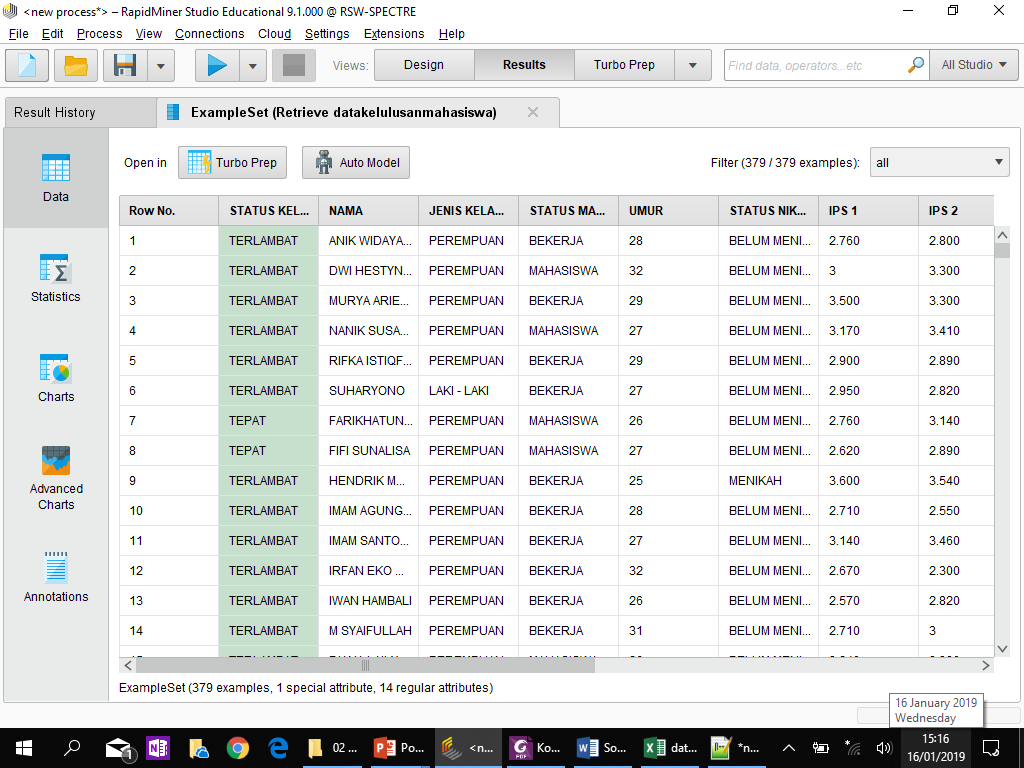 <new process*> – RapidMiner Studio Educational 9.1.000 @ RSW-SPECTRE
File Edit Process View Connections Cloud Settings Extensions Help
Views: Design Results Turbo Prep Find data, operators...etc All Studio
Result History ExampleSet (Retrieve datakelulusanmahasiswa)
Open in Turbo Prep Auto Model Filter (379 / 379 examples): all
Data
Statistics
Charts
Advanced
Charts
Annotations
Row No. STATUS KEL... NAMA JENIS KELA... STATUS MA... UMUR STATUS NIK... IPS 1 IPS 2
1 TERLAMBAT ANIK WIDAYA... PEREMPUAN BEKERJA 28 BELUM MENI... 2.760 2.800
2 TERLAMBAT DWI HESTYN... PEREMPUAN MAHASISWA 32 BELUM MENI... 3 3.300
3 TERLAMBAT MURYA ARIE... PEREMPUAN BEKERJA 29 BELUM MENI... 3.500 3.300
4 TERLAMBAT NANIK SUSA... PEREMPUAN MAHASISWA 27 BELUM MENI... 3.170 3.410
5 TERLAMBAT RIFKA ISTIQF... PEREMPUAN BEKERJA 29 BELUM MENI... 2.900 2.890
6 TERLAMBAT SUHARYONO LAKI - LAKI BEKERJA 27 BELUM MENI... 2.950 2.820
7 TEPAT FARIKHATUN... PEREMPUAN MAHASISWA 26 BELUM MENI... 2.760 3.140
8 TEPAT FIFI SUNALISA PEREMPUAN MAHASISWA 27 BELUM MENI... 2.620 2.890
9 TERLAMBAT HENDRIK M... PEREMPUAN BEKERJA 25 MENIKAH 3.600 3.540
10 TERLAMBAT IMAM AGUNG... PEREMPUAN BEKERJA 28 BELUM MENI... 2.710 2.550
11 TERLAMBAT IMAM SANTO... PEREMPUAN BEKERJA 27 BELUM MENI... 3.140 3.460
12 TERLAMBAT IRFAN EKO ... PEREMPUAN BEKERJA 32 BELUM MENI... 2.670 2.300
13 TERLAMBAT IWAN HAMBALI PEREMPUAN BEKERJA 26 BELUM MENI... 2.570 2.820
14 TERLAMBAT M SYAIFULLAH PEREMPUAN BEKERJA 31 BELUM MENI... 2.710 3
ExampleSet (379 examples, 1 special attribute, 14 regular attributes)
16 January 2019
Wednesday
1 N 02 ... Po... <n... Ko... So... dat... *n...
15:16
16/01/2019